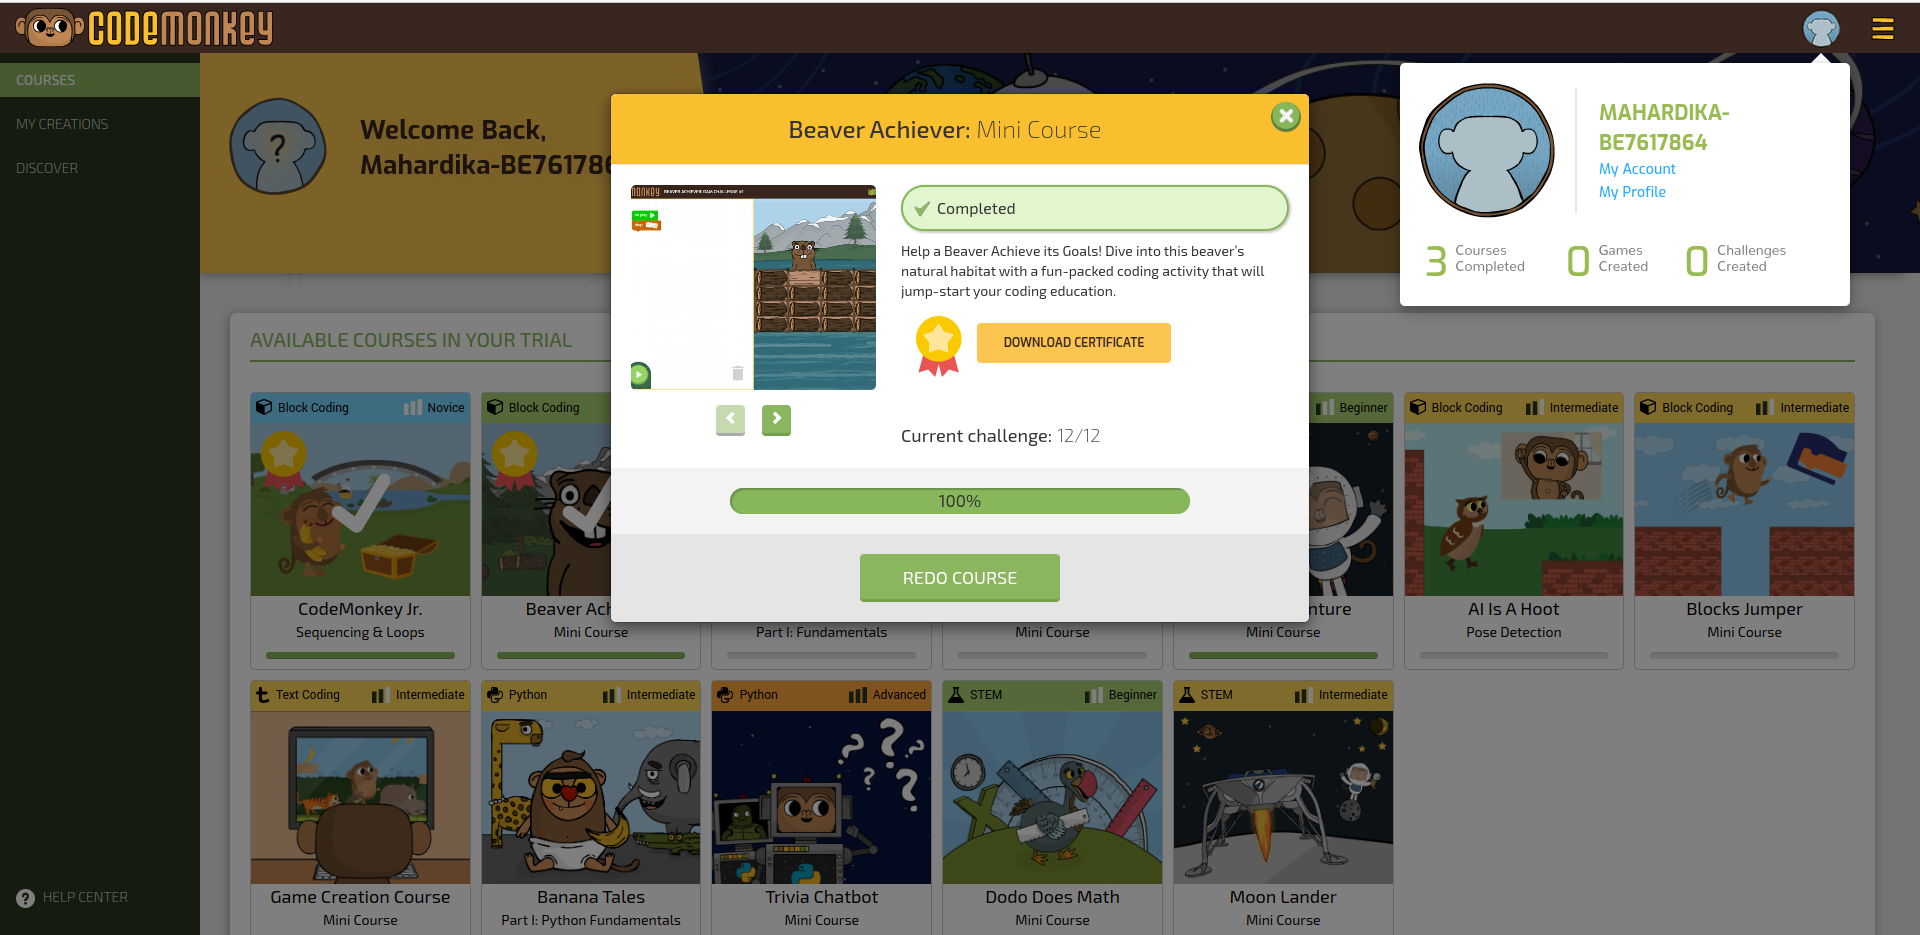 CODEMONKEY
COURSES
MY CREATIONS
DISCOVER
HELP CENTER
Welcome Back,
Mahardika-BE76178
MAHARDIKA-
BE7617864
My Account
My Profile
3 Courses Completed
0 Games Created
0 Challenges Created
Beaver Achiever: Mini Course
BEAVER ACHIEVER: DAM CHALLENGE
Completed
Help a Beaver Achieve its Goals! Dive into this beaver's
natural habitat with a fun-packed coding activity that will
jump-start your coding education.
DOWNLOAD CERTIFICATE
Current challenge: 12/12
100%
REDO COURSE
AVAILABLE COURSES IN YOUR TRIAL
Block Coding Novice
CodeMonkey Jr.
Sequencing & Loops
Block Coding
Beaver Ach
Mini Course
Part I: Fundamentals
Mini Course
Beginner
nture
Mini Course
Block Coding Intermediate
AI Is A Hoot
Pose Detection
Block Coding Intermediate
Blocks Jumper
Mini Course
Text Coding Intermediate
Game Creation Course
Mini Course
Python Intermediate
Banana Tales
Part I: Python Fundamentals
Python Advanced
Trivia Chatbot
Mini Course
STEM Beginner
Dodo Does Math
Mini Course
STEM Intermediate
Moon Lander
Mini Course